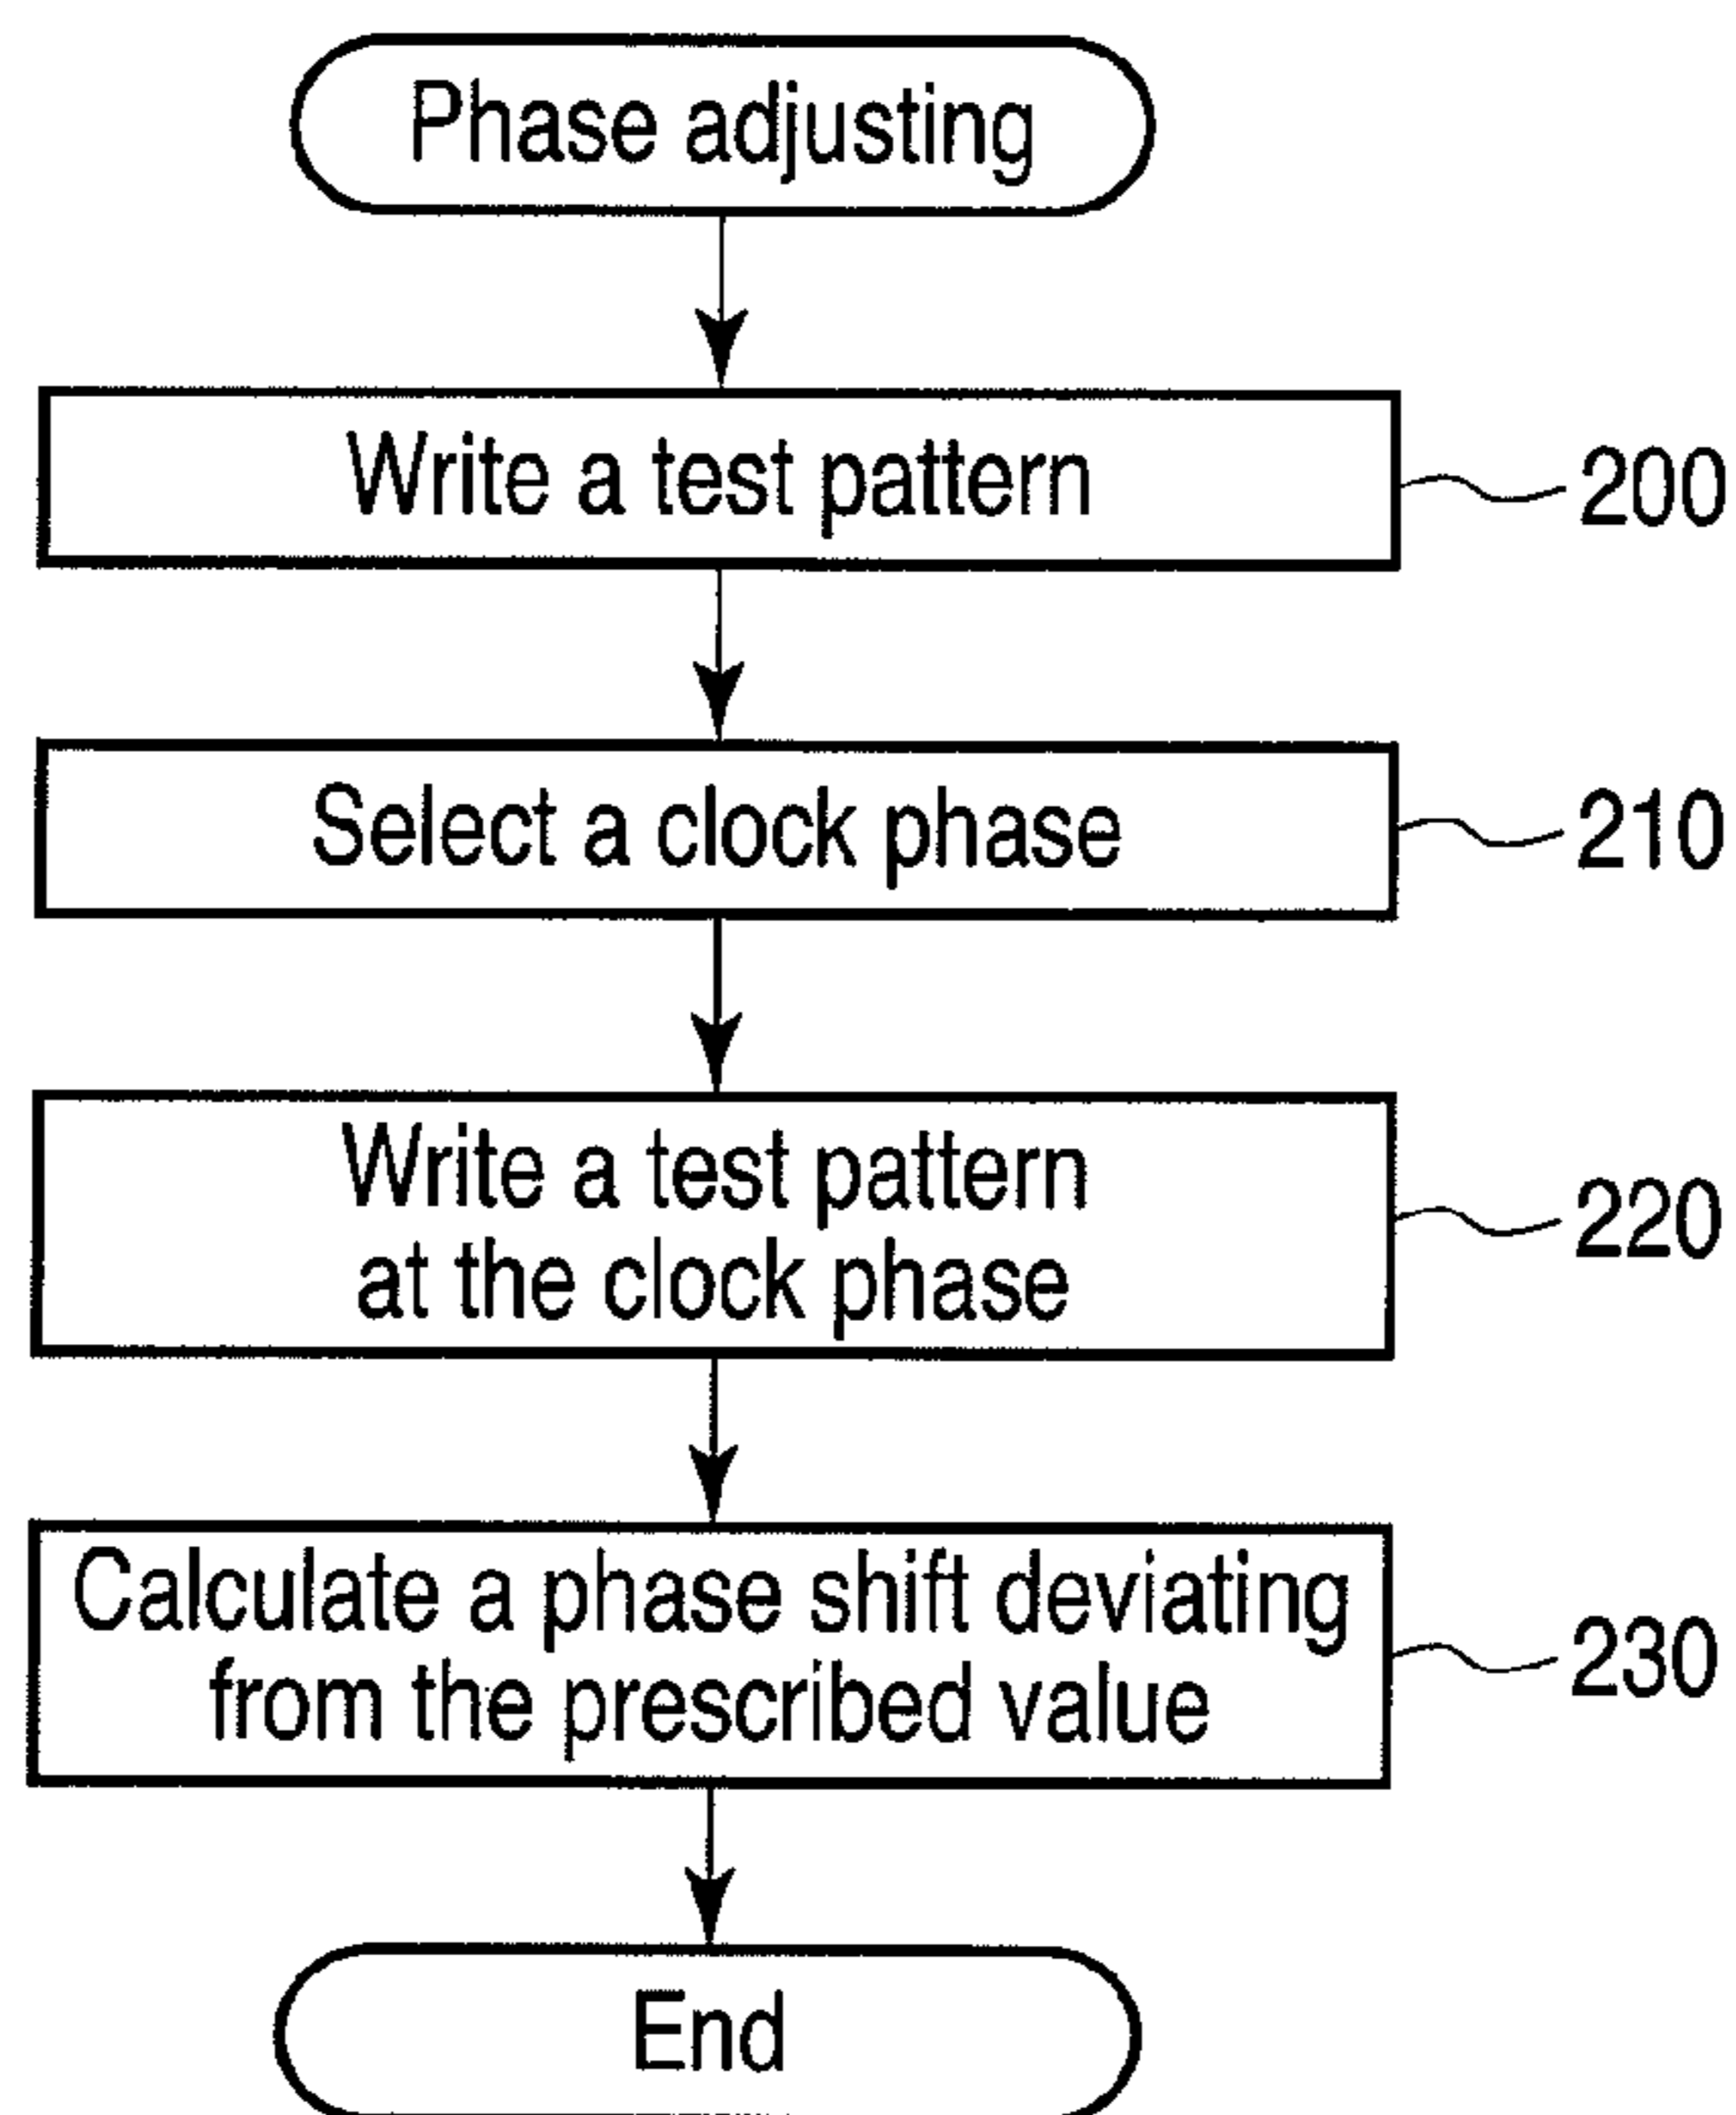 Phase adjusting
Write a test pattern
200
Select a clock phase
210
Write a test pattern
at the clock phase
220
Calculate a phase shift deviating
from the prescribed value
230
End